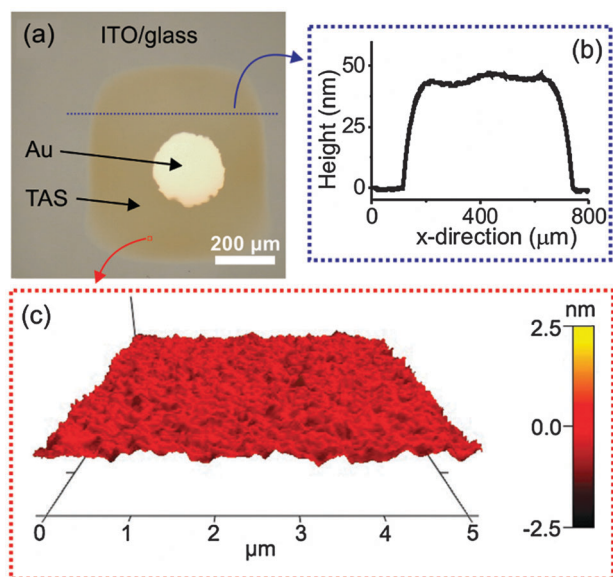 (a)
ITO/glass
Au
TAS
200 µm
(b)
Height (nm)
50
25
0
0
400
800
x-direction (µm)
(c)
nm
2.5
0.0
-2.5
0
1
2
3
4
5
µm